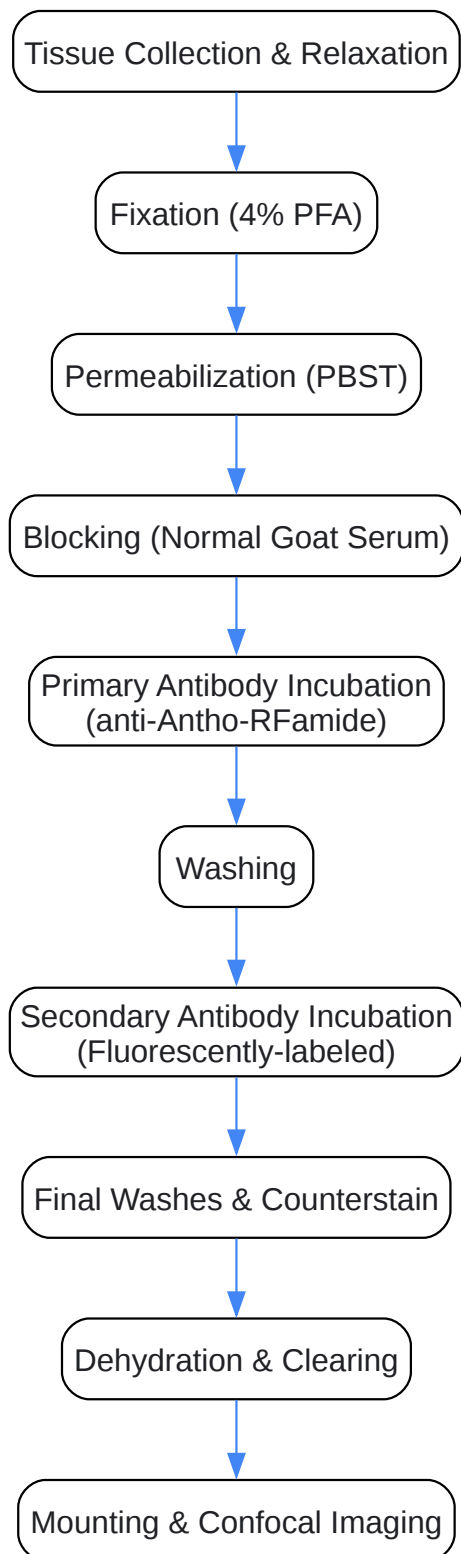 Tissue Collection & Relaxation
Fixation (4% PFA)
Permeabilization (PBST)
Blocking (Normal Goat Serum)
Primary Antibody Incubation
(anti-Antho-RFamide)
Washing
Secondary Antibody Incubation
(Fluorescently-labeled)
Final Washes & Counterstain
Dehydration & Clearing
Mounting & Confocal Imaging